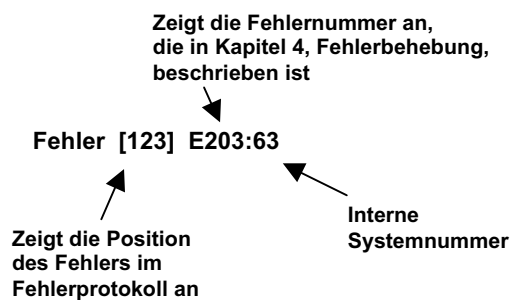 Zeigt die Fehlernummer an,
die in Kapitel 4, Fehlerbehebung,
beschrieben ist
Fehler [123] E203:63
Interne
Systemnummer
Zeigt die Position
des Fehlers im
Fehlerprotokoll an